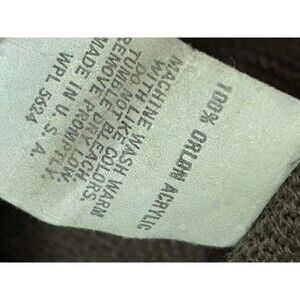 100% ORLON ACRYLIC
MACHINE WASH WARM
WITH LIKE COLORS.
DO NOT BLEACH.
TUMBLE DRY LOW.
REMOVE PROMPTLY.
MADE IN U.S.A.
WPL 5624